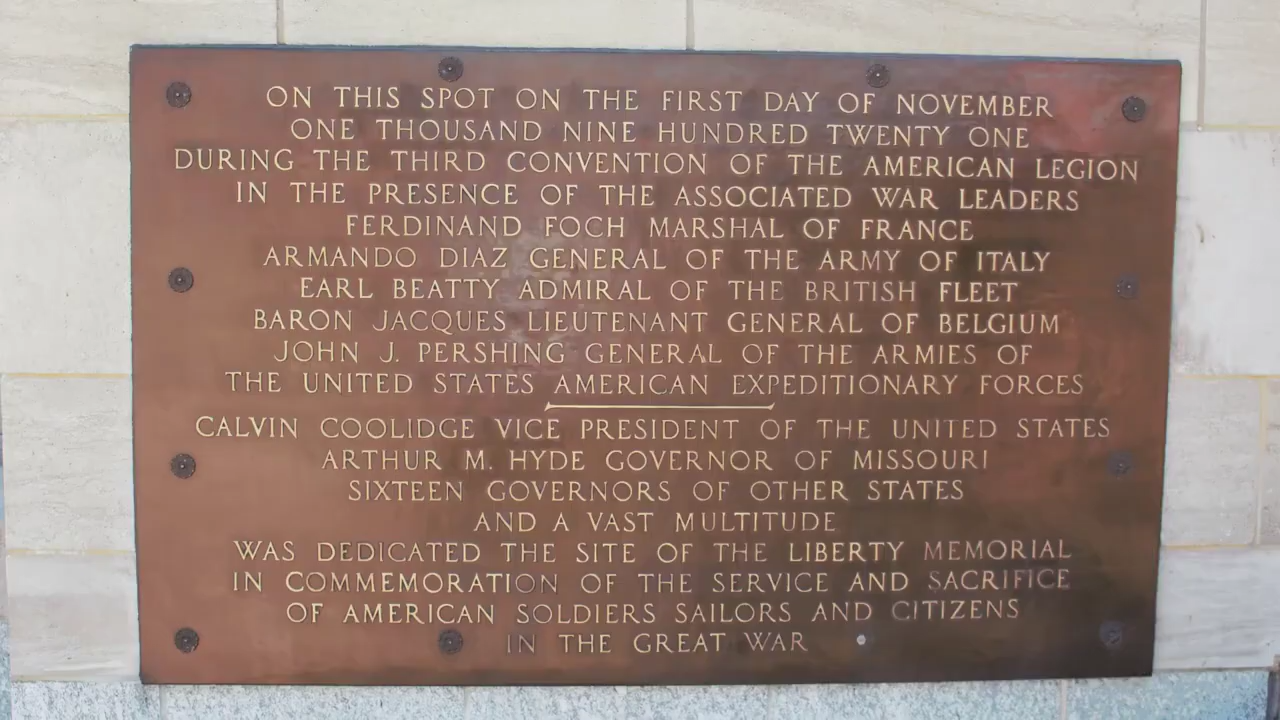 ON THIS SPOT ON THE FIRST DAY OF NOVEMBER
ONE THOUSAND NINE HUNDRED TWENTY ONE
DURING THE THIRD CONVENTION OF THE AMERICAN LEGION
IN THE PRESENCE OF THE ASSOCIATED WAR LEADERS
FERDINAND FOCH MARSHAL OF FRANCE
ARMANDO DIAZ GENERAL OF THE ARMY OF ITALY
EARL BEATTY ADMIRAL OF THE BRITISH FLEET
BARON JACQUES LIEUTENANT GENERAL OF BELGIUM
JOHN J. PERSHING GENERAL OF THE ARMIES OF
THE UNITED STATES AMERICAN EXPEDITIONARY FORCES
CALVIN COOLIDGE VICE PRESIDENT OF THE UNITED STATES
ARTHUR M. HYDE GOVERNOR OF MISSOURI
SIXTEEN GOVERNORS OF OTHER STATES
AND A VAST MULTITUDE
WAS DEDICATED THE SITE OF THE LIBERTY MEMORIAL
IN COMMEMORATION OF THE SERVICE AND SACRIFICE
OF AMERICAN SOLDIERS SAILORS AND CITIZENS
IN THE GREAT WAR